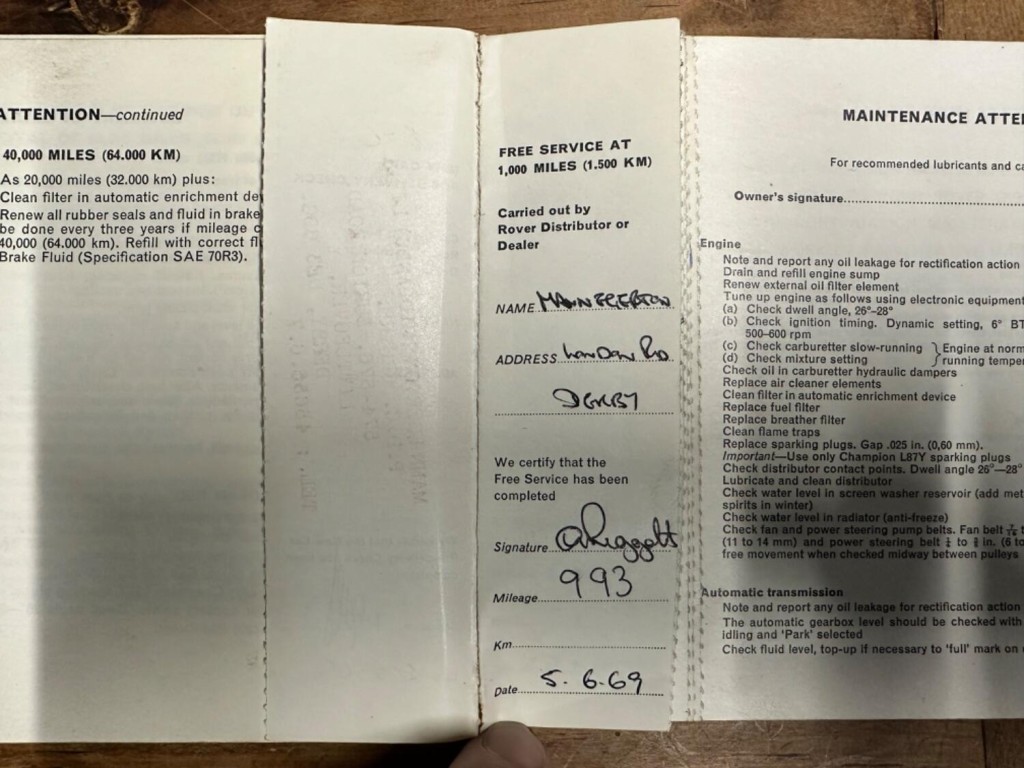 ATTENTION—continued
40,000 MILES (64.000 KM)
As 20,000 miles (32.000 km) plus:
Clean filter in automatic enrichment de
Renew all rubber seals and fluid in brake
be done every three years if mileage
40,000 (64.000 km). Refill with correct fl
Brake Fluid (Specification SAE 70R3).
FREE SERVICE AT
1,000 MILES (1.500 KM)
Carried out by
Rover Distributor or
Dealer
NAME MANN EGERTON
ADDRESS London Rd
DERBY
We certify that the
Free Service has been
completed
Signature
Mileage 993
Km
Date 5.6.69
MAINTENANCE ATTE
For recommended lubricants and ca
Owner's signature
Engine
Note and report any oil leakage for rectification action
Drain and refill engine sump
Renew external oil filter element
Tune up engine as follows using electronic equipment
(a) Check dwell angle, 26°–28°
(b) Check ignition timing. Dynamic setting, 6° BT
500–600 rpm
(c) Check carburetter slow-running } Engine at norm
(d) Check mixture setting } running tempe
Check oil in carburetter hydraulic dampers
Replace air cleaner elements
Clean filter in automatic enrichment device
Replace fuel filter
Replace breather filter
Clean flame traps
Replace sparking plugs. Gap .025 in. (0,60 mm).
Important—Use only Champion L87Y sparking plugs
Check distributor contact points. Dwell angle 26°—28°
Lubricate and clean distributor
Check water level in screen washer reservoir (add met
spirits in winter)
Check water level in radiator (anti-freeze)
Check fan and power steering pump belts. Fan belt
(11 to 14 mm) and power steering belt ¼ to ⅜ in. (6 to
free movement when checked midway between pulleys
Automatic transmission
Note and report any oil leakage for rectification action
The automatic gearbox level should be checked with
idling and 'Park' selected
Check fluid level, top-up if necessary to 'full' mark on